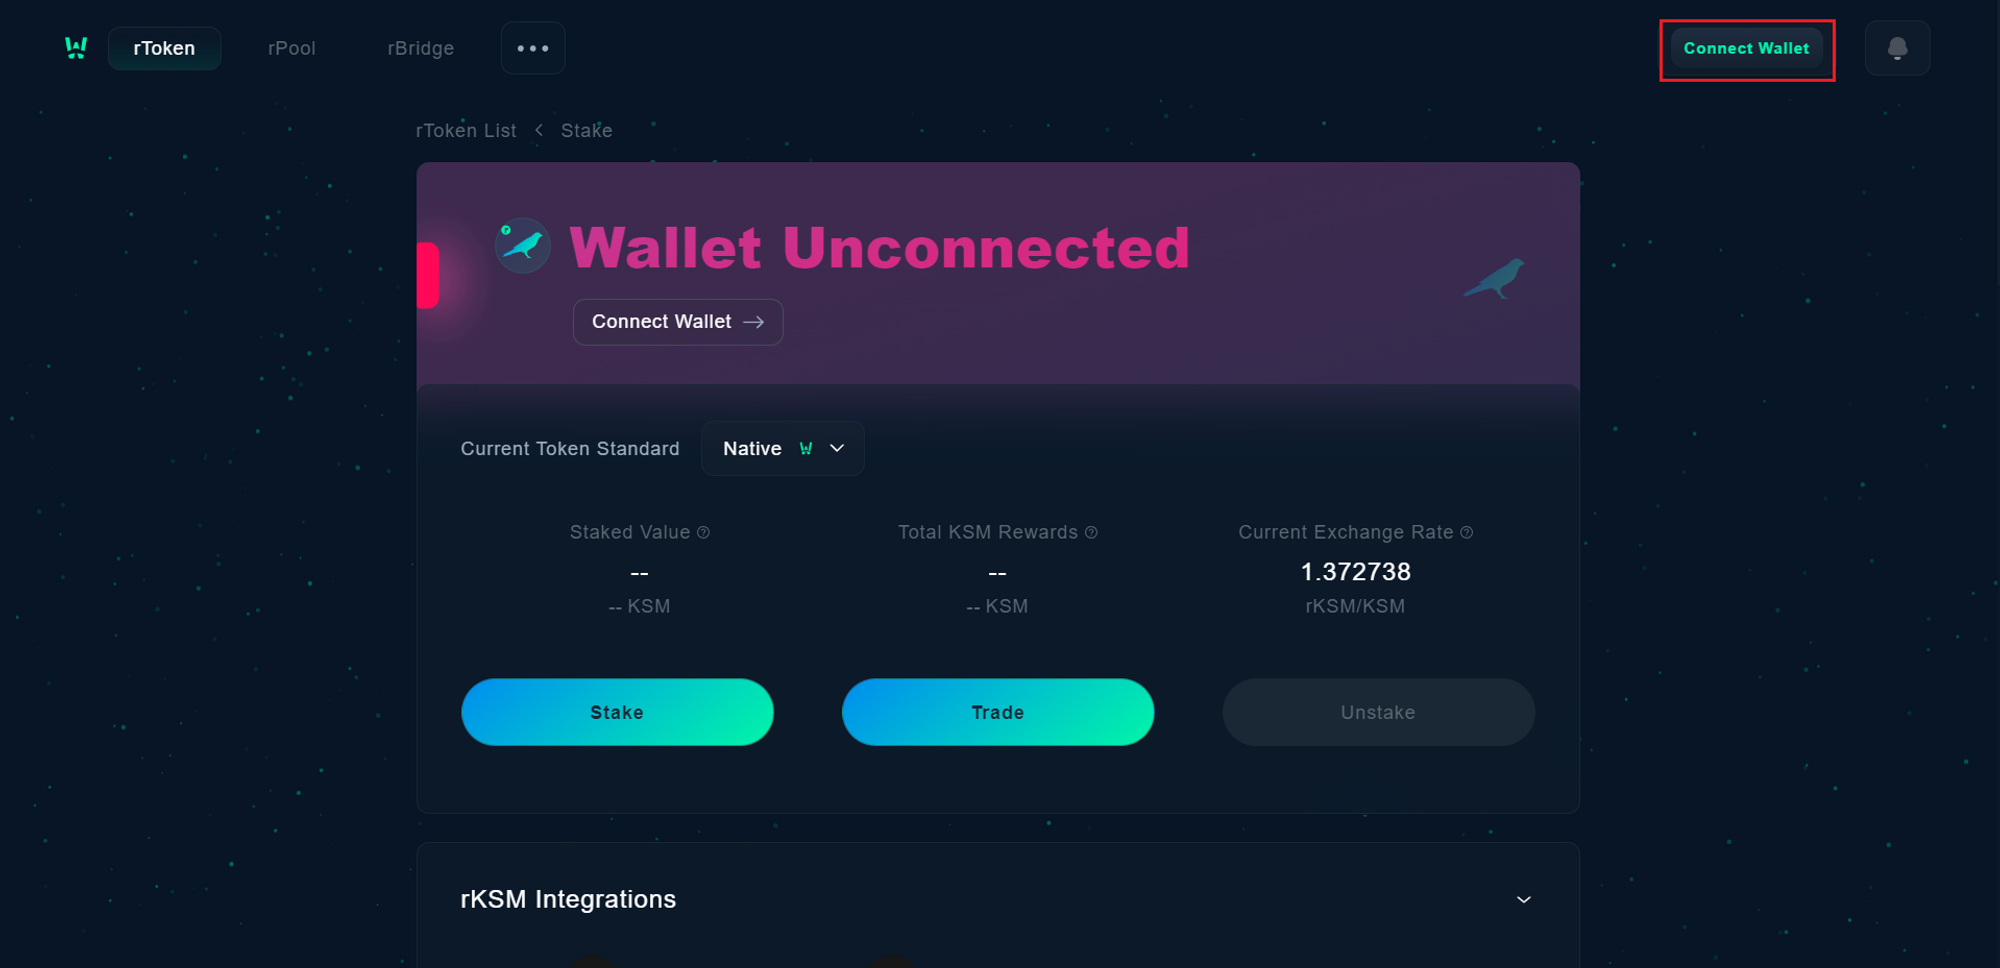 rToken
rPool
rBridge
Connect Wallet
rToken List
Stake
Wallet Unconnected
Connect Wallet
Current Token Standard
Native
Staked Value
Total KSM Rewards
Current Exchange Rate
--
--
1.372738
-- KSM
-- KSM
rKSM/KSM
Stake
Trade
Unstake
rKSM Integrations